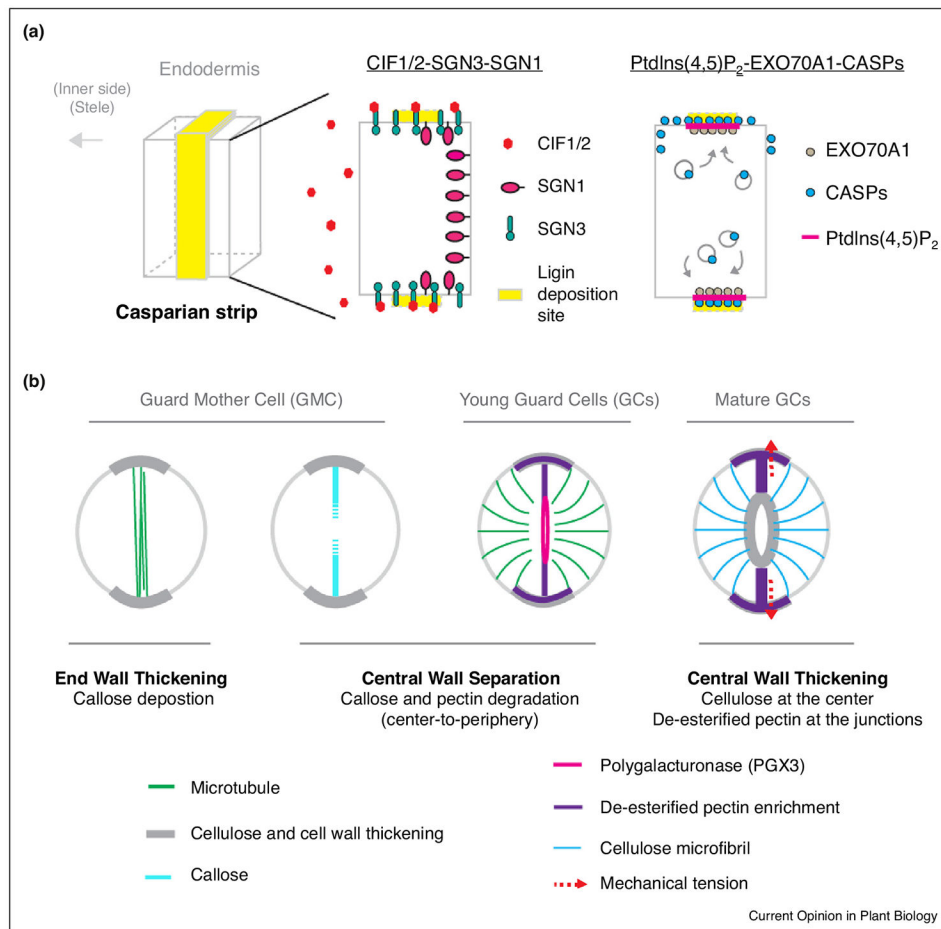 (a)
Endodermis
(Inner side)
(Stele)
Casparian strip
CIF1/2-SGN3-SGN1
CIF1/2
SGN1
SGN3
Ligin
deposition
site
PtdIns(4,5)P2-EXO70A1-CASPs
EXO70A1
CASPs
PtdIns(4,5)P2
(b)
Guard Mother Cell (GMC)
Young Guard Cells (GCs)
Mature GCs
End Wall Thickening
Callose depostion
Central Wall Separation
Callose and pectin degradation
(center-to-periphery)
Central Wall Thickening
Cellulose at the center
De-esterified pectin at the junctions
Microtubule
Cellulose and cell wall thickening
Callose
Polygalacturonase (PGX3)
De-esterified pectin enrichment
Cellulose microfibril
Mechanical tension
Current Opinion in Plant Biology